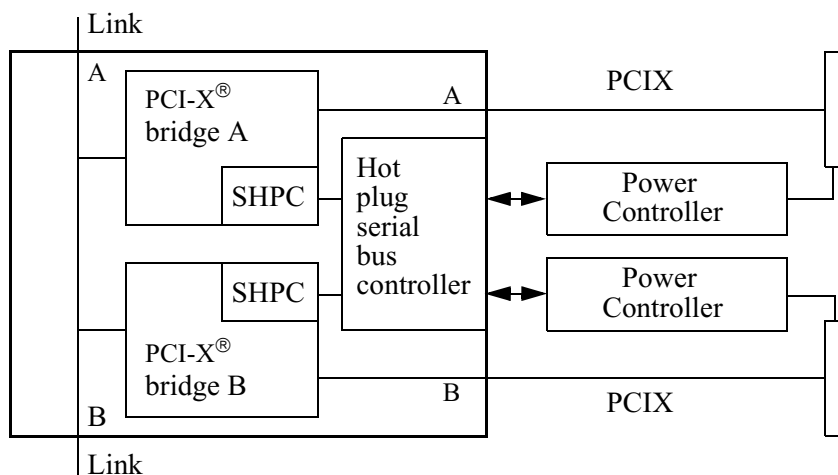 Link
A
PCI-X®
bridge A
SHPC
A
PCIX
Hot
plug
serial
bus
controller
Power
Controller
SHPC
PCI-X®
bridge B
Power
Controller
B
B
PCIX
Link